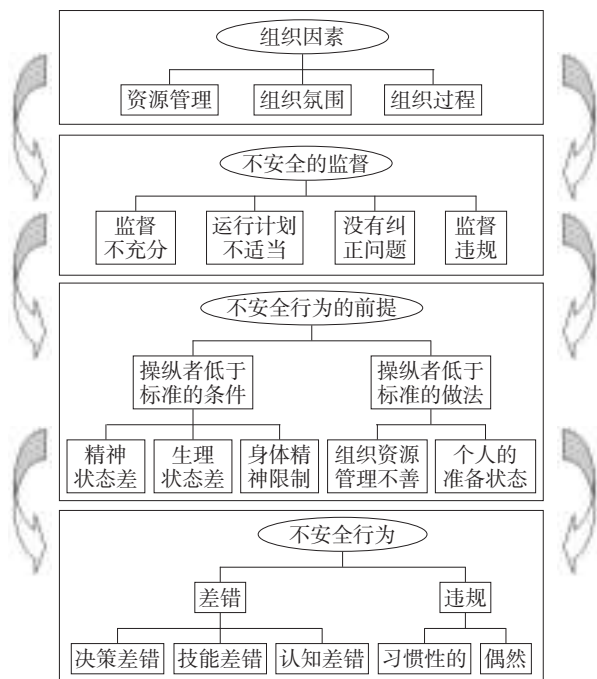 组织因素
资源管理
组织氛围
组织过程
不安全的监督
监督
不充分
运行计划
不适当
没有纠
正问题
监督
违规
不安全行为的前提
操纵者低于
标准的条件
操纵者低于
标准的做法
精神
状态差
生理
状态差
身体精
神限制
组织资源
管理不善
个人的
准备状态
不安全行为
差错
违规
决策差错
技能差错
认知差错
习惯性的
偶然